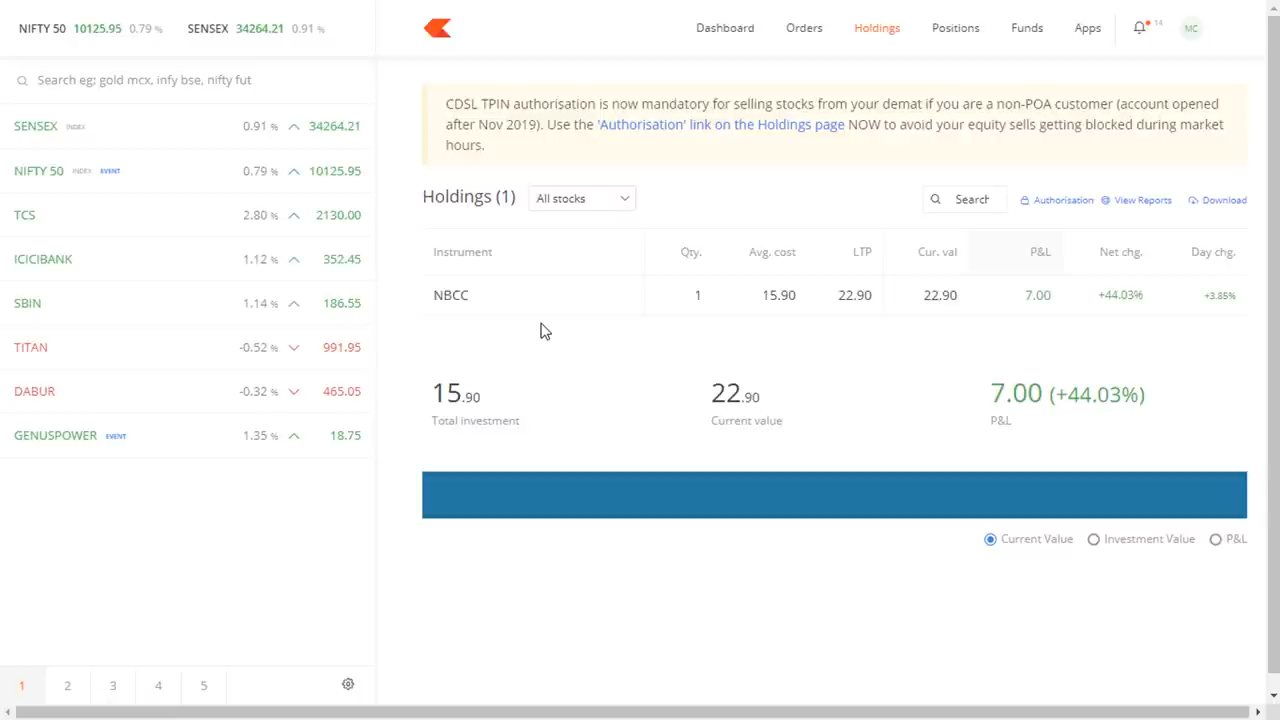 NIFTY 50 10125.95 0.79 % SENSEX 34264.21 0.91 %
Dashboard Orders Holdings Positions Funds Apps 14 MC
Search eg: gold mcx, infy bse, nifty fut
SENSEX INDEX 0.91 % 34264.21
NIFTY 50 INDEX EVENT 0.79 % 10125.95
TCS 2.80 % 2130.00
ICICIBANK 1.12 % 352.45
SBIN 1.14 % 186.55
TITAN -0.52 % 991.95
DABUR -0.32 % 465.05
GENUSPOWER EVENT 1.35 % 18.75
1 2 3 4 5
CDSL TPIN authorisation is now mandatory for selling stocks from your demat if you are a non-POA customer (account opened
after Nov 2019). Use the 'Authorisation' link on the Holdings page NOW to avoid your equity sells getting blocked during market
hours.
Holdings (1) All stocks Search Authorisation View Reports Download
Instrument Qty. Avg. cost LTP Cur. val P&L Net chg. Day chg.
NBCC 1 15.90 22.90 22.90 7.00 +44.03% +3.85%
15.90 22.90 7.00 (+44.03%)
Total investment Current value P&L
Current Value Investment Value P&L